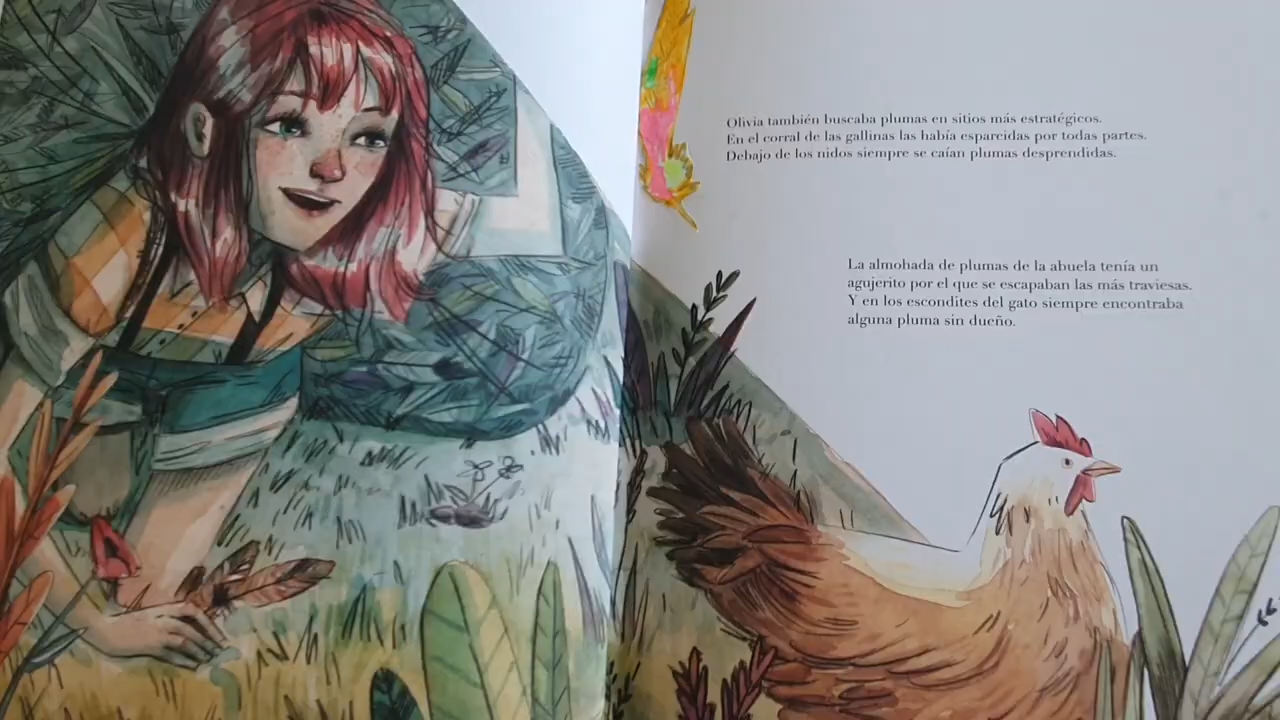 Olivia también buscaba plumas en sitios más estratégicos.
En el corral de las gallinas las había esparcidas por todas partes.
Debajo de los nidos siempre se caían plumas desprendidas.
La almohada de plumas de la abuela tenía un
agujerito por el que se escapaban las más traviesas.
Y en los escondites del gato siempre encontraba
alguna pluma sin dueño.